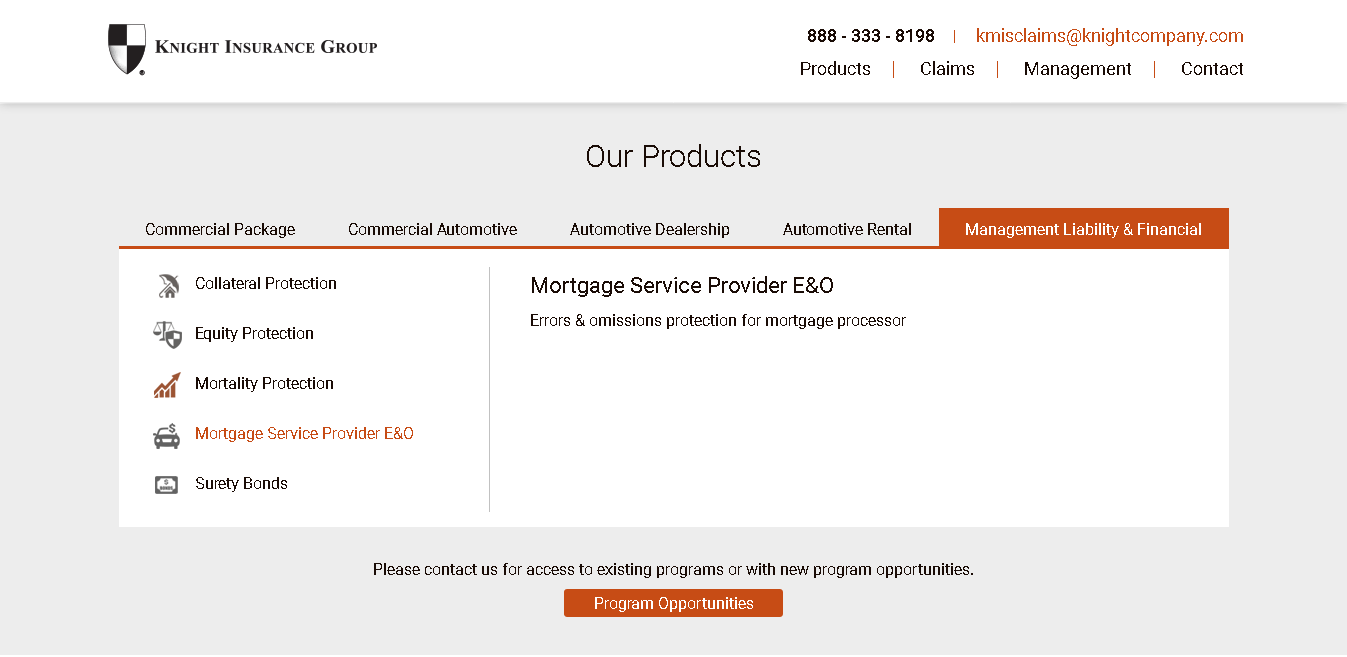 KNIGHT INSURANCE GROUP®
888 - 333 - 8198 | kmisclaims@knightcompany.com
Products | Claims | Management | Contact
Our Products
Commercial Package Commercial Automotive Automotive Dealership Automotive Rental Management Liability & Financial
Collateral Protection
Equity Protection
Mortality Protection
Mortgage Service Provider E&O
$ BONDS Surety Bonds
Mortgage Service Provider E&O
Errors & omissions protection for mortgage processor
Please contact us for access to existing programs or with new program opportunities.
Program Opportunities